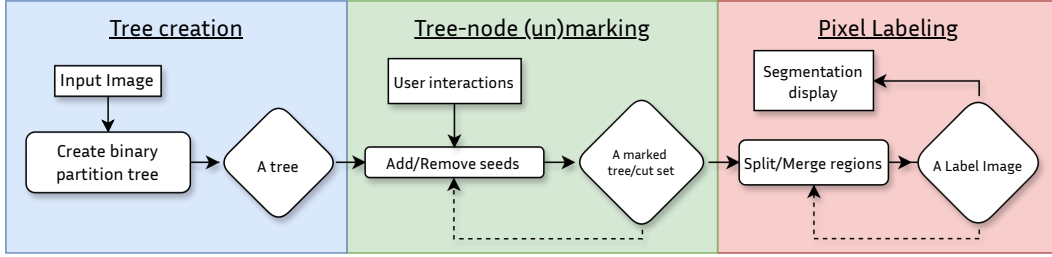 Tree creation
Input Image
Create binary
partition tree
A tree
Tree-node (un)marking
User interactions
Add/Remove seeds
A marked
tree/cut set
Pixel Labeling
Segmentation
display
Split/Merge regions
A Label Image